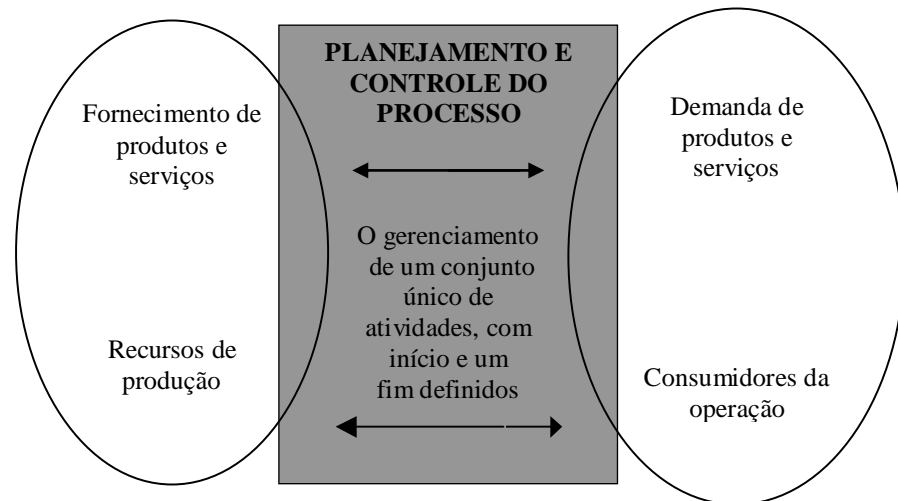 PLANEJAMENTO E
CONTROLE DO
PROCESSO
Fornecimento de
produtos e
serviços
Recursos de
produção
O gerenciamento
de um conjunto
único de
atividades, com
início e um
fim definidos
Demanda de
produtos e
serviços
Consumidores da
operação